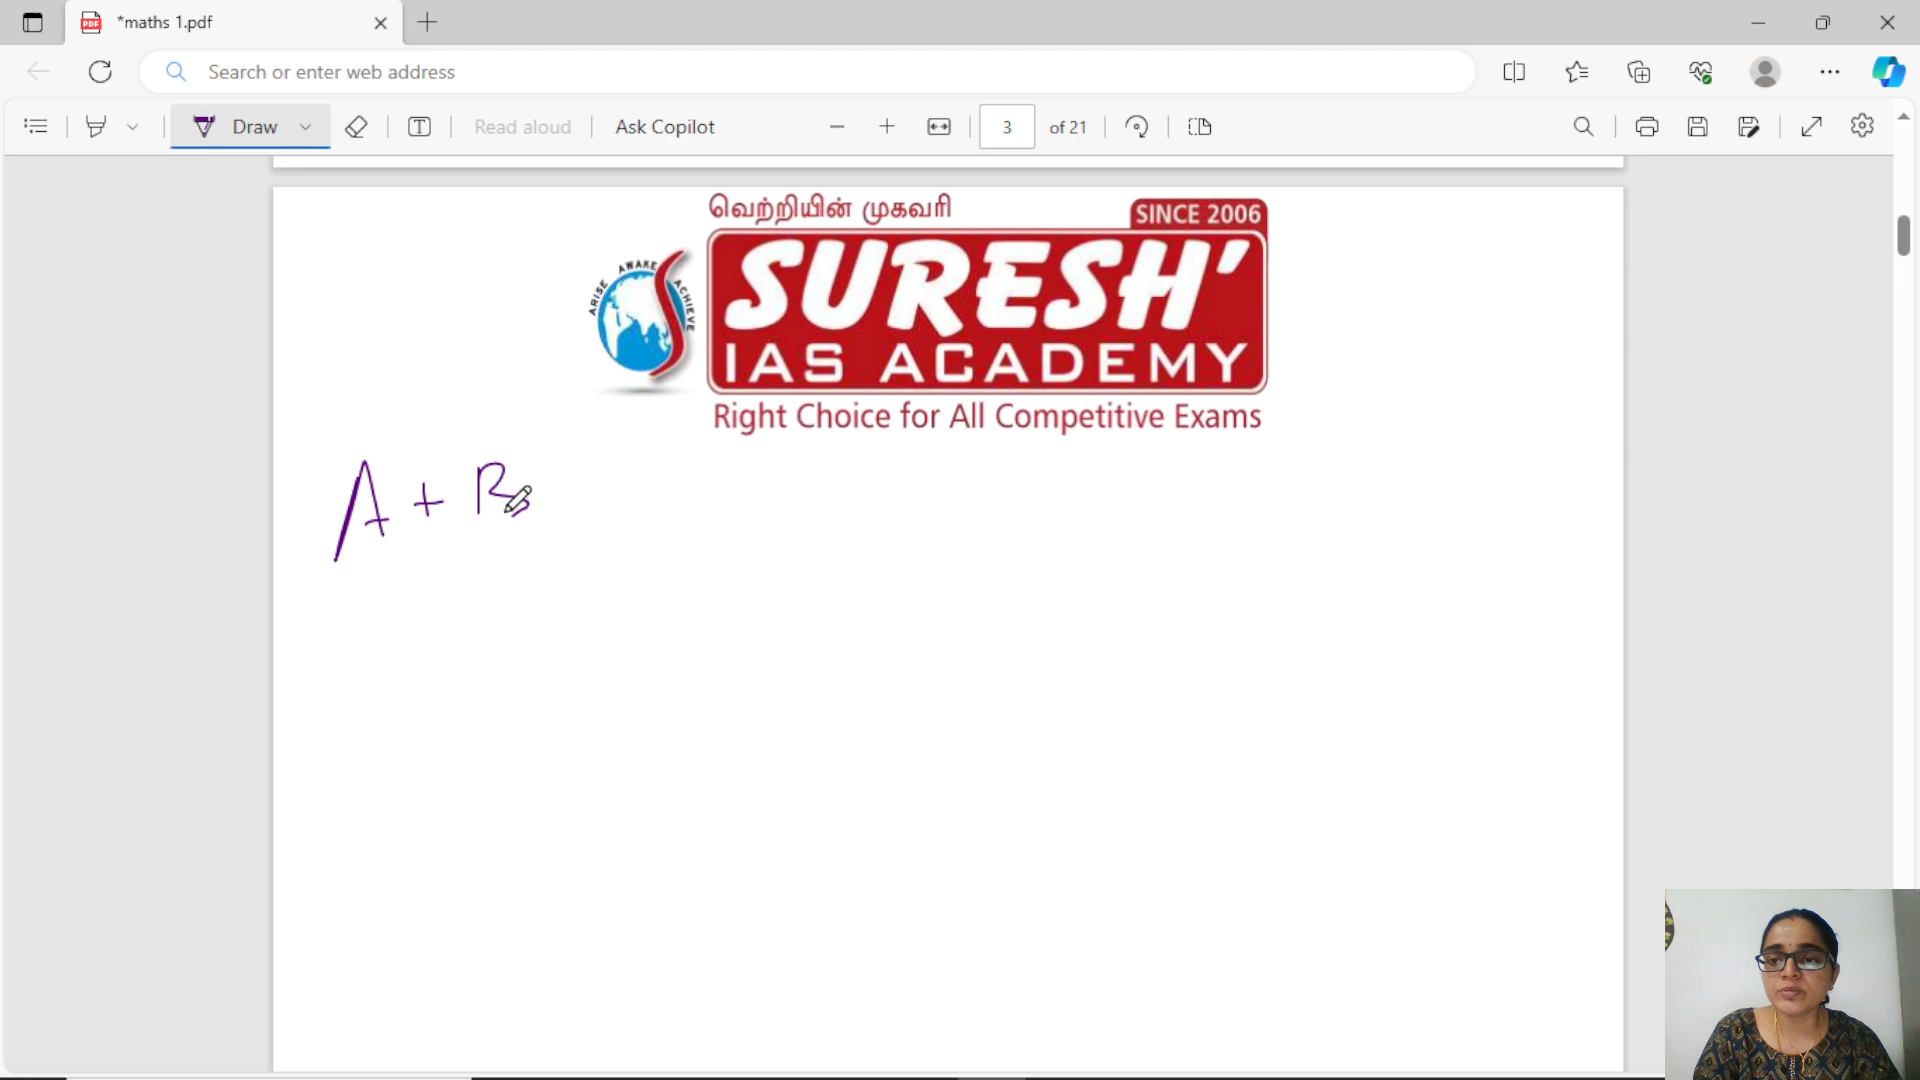 *maths 1.pdf
Search or enter web address
Draw
Read aloud
Ask Copilot
3 of 21
வெற்றியின் முகவரி
SINCE 2006
ARISE AWAKE ACHIEVE
SURESH'
IAS ACADEMY
Right Choice for All Competitive Exams
A + B